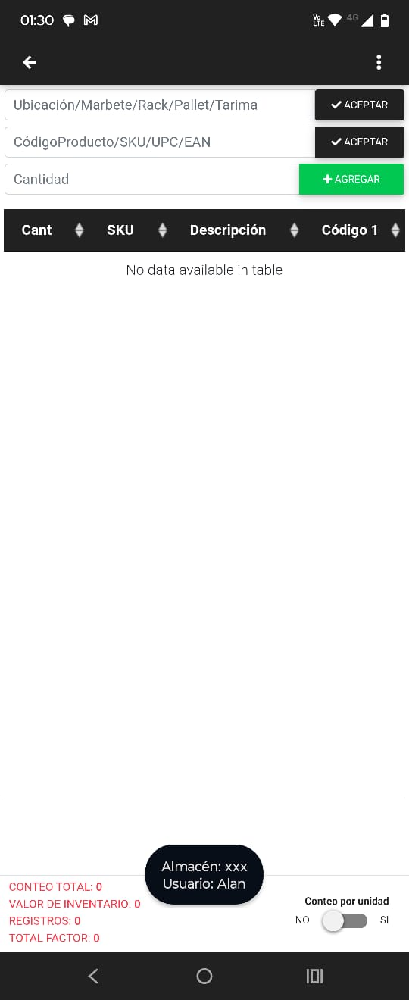 01:30 Vo LTE 4G
Ubicación/Marbete/Rack/Pallet/Tarima ACEPTAR
CódigoProducto/SKU/UPC/EAN ACEPTAR
Cantidad + AGREGAR
Cant SKU Descripción Código 1
No data available in table
Almacén: xxx
Usuario: Alan
CONTEO TOTAL: 0
VALOR DE INVENTARIO: 0
REGISTROS: 0
TOTAL FACTOR: 0
Conteo por unidad
NO SI